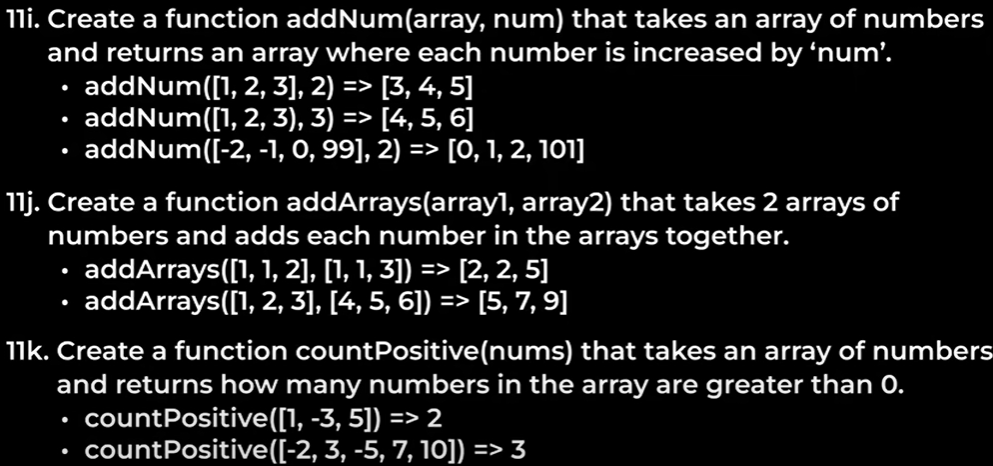 11i. Create a function addNum(array, num) that takes an array of numbers
and returns an array where each number is increased by ‘num’.
• addNum([1, 2, 3], 2) => [3, 4, 5]
• addNum([1, 2, 3), 3) => [4, 5, 6]
• addNum([-2, -1, 0, 99], 2) => [0, 1, 2, 101]
11j. Create a function addArrays(array1, array2) that takes 2 arrays of
numbers and adds each number in the arrays together.
• addArrays([1, 1, 2], [1, 1, 3]) => [2, 2, 5]
• addArrays([1, 2, 3], [4, 5, 6]) => [5, 7, 9]
11k. Create a function countPositive(nums) that takes an array of numbers
and returns how many numbers in the array are greater than 0.
• countPositive([1, -3, 5]) => 2
• countPositive([-2, 3, -5, 7, 10]) => 3